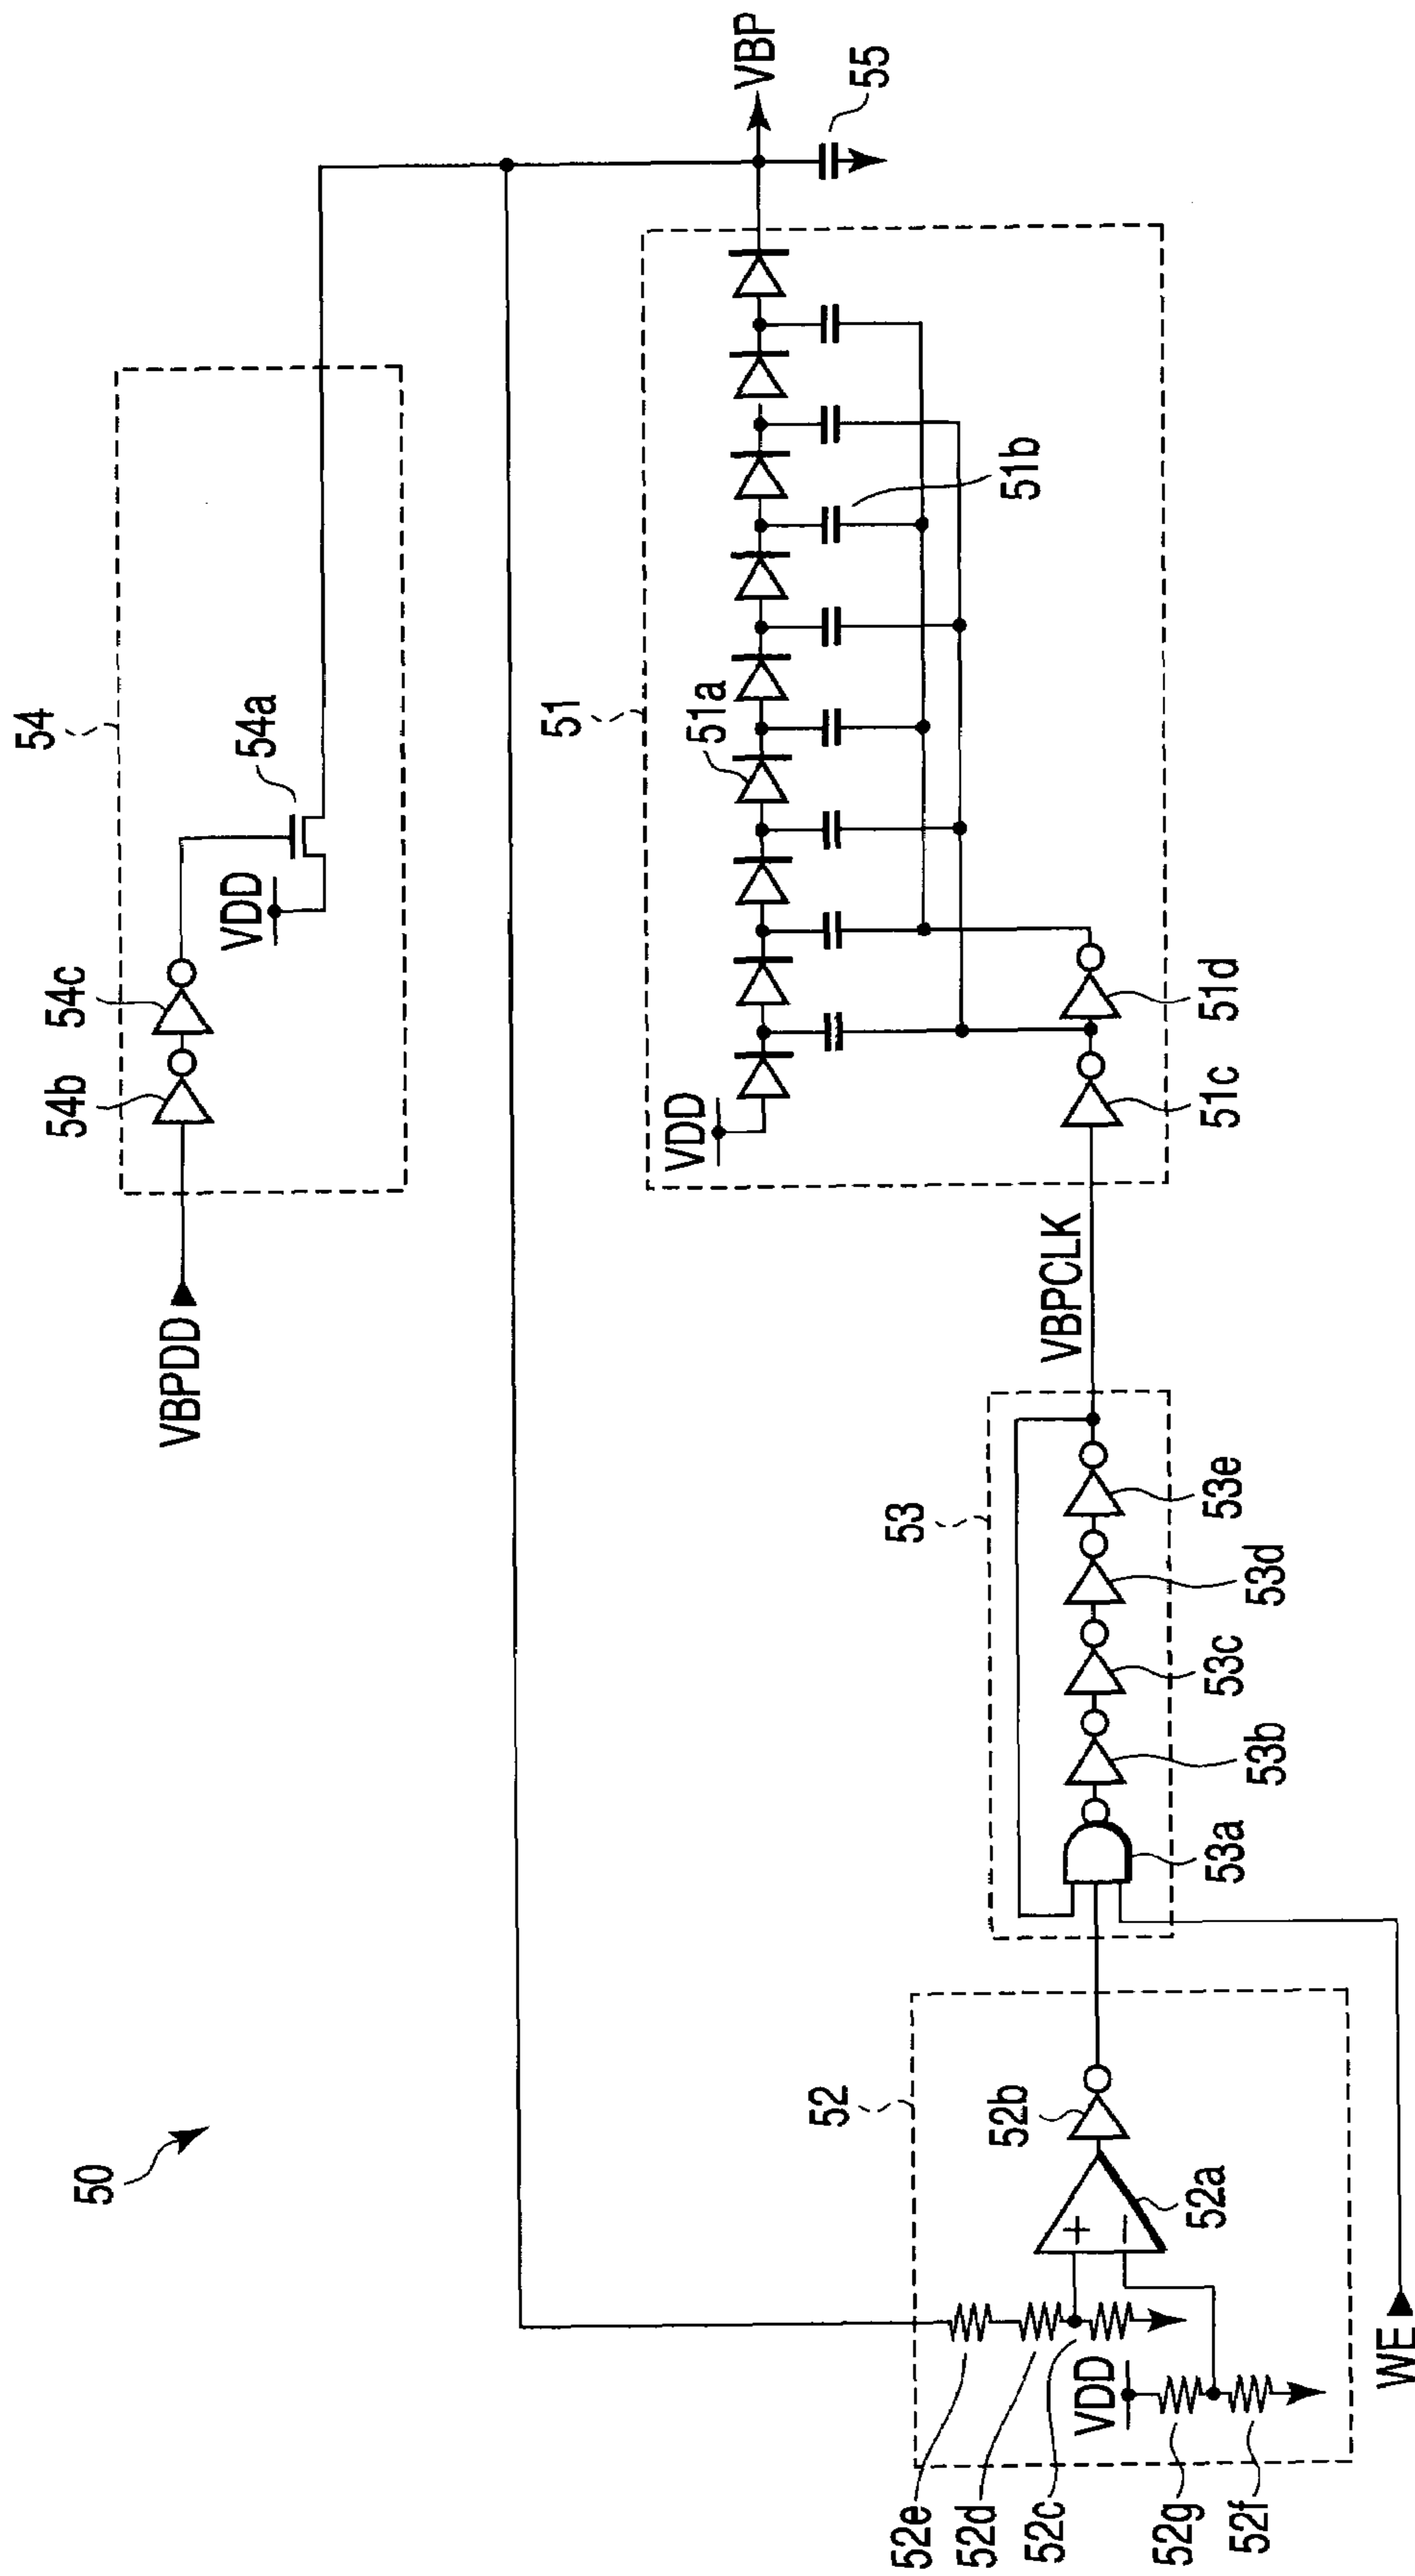 50
54
54b
54c
VDD
54a
VBPDD
VBP
55
51
VDD
51a
51b
51c
51d
VBPCLK
53
53a
53b
53c
53d
53e
52
52b
+
−
52a
52e
52d
52c
VDD
52g
52f
WE